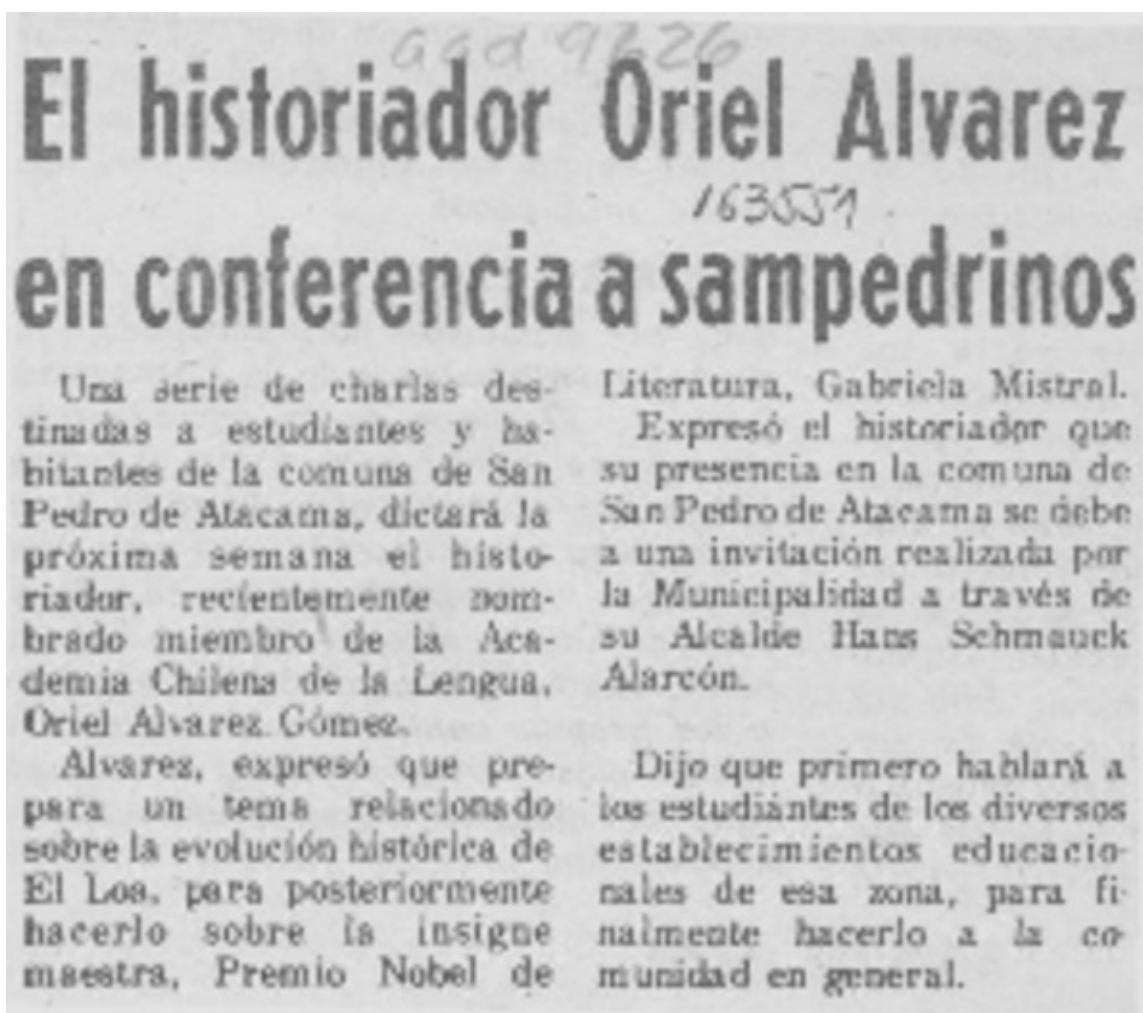 aad 9626
El historiador Oriel Alvarez
163551
en conferencia a sampedrinos
Una serie de charlas des-
tinadas a estudiantes y ha-
bitantes de la comuna de San
Pedro de Atacama, dictará la
próxima semana el histo-
riador, recientemente nom-
brado miembro de la Aca-
demia Chilena de la Lengua,
Oriel Alvarez Gómez.
Alvarez, expresó que pre-
para un tema relacionado
sobre la evolución histórica de
El Loa, para posteriormente
hacerlo sobre la insigne
maestra, Premio Nobel de
Literatura, Gabriela Mistral.
Expresó el historiador que
su presencia en la comuna de
San Pedro de Atacama se debe
a una invitación realizada por
la Municipalidad a través de
su Alcalde Hans Schmauck
Alarcón.
Dijo que primero hablará a
los estudiantes de los diversos
establecimientos educacio-
nales de esa zona, para fi-
nalmente hacerlo a la co-
munidad en general.